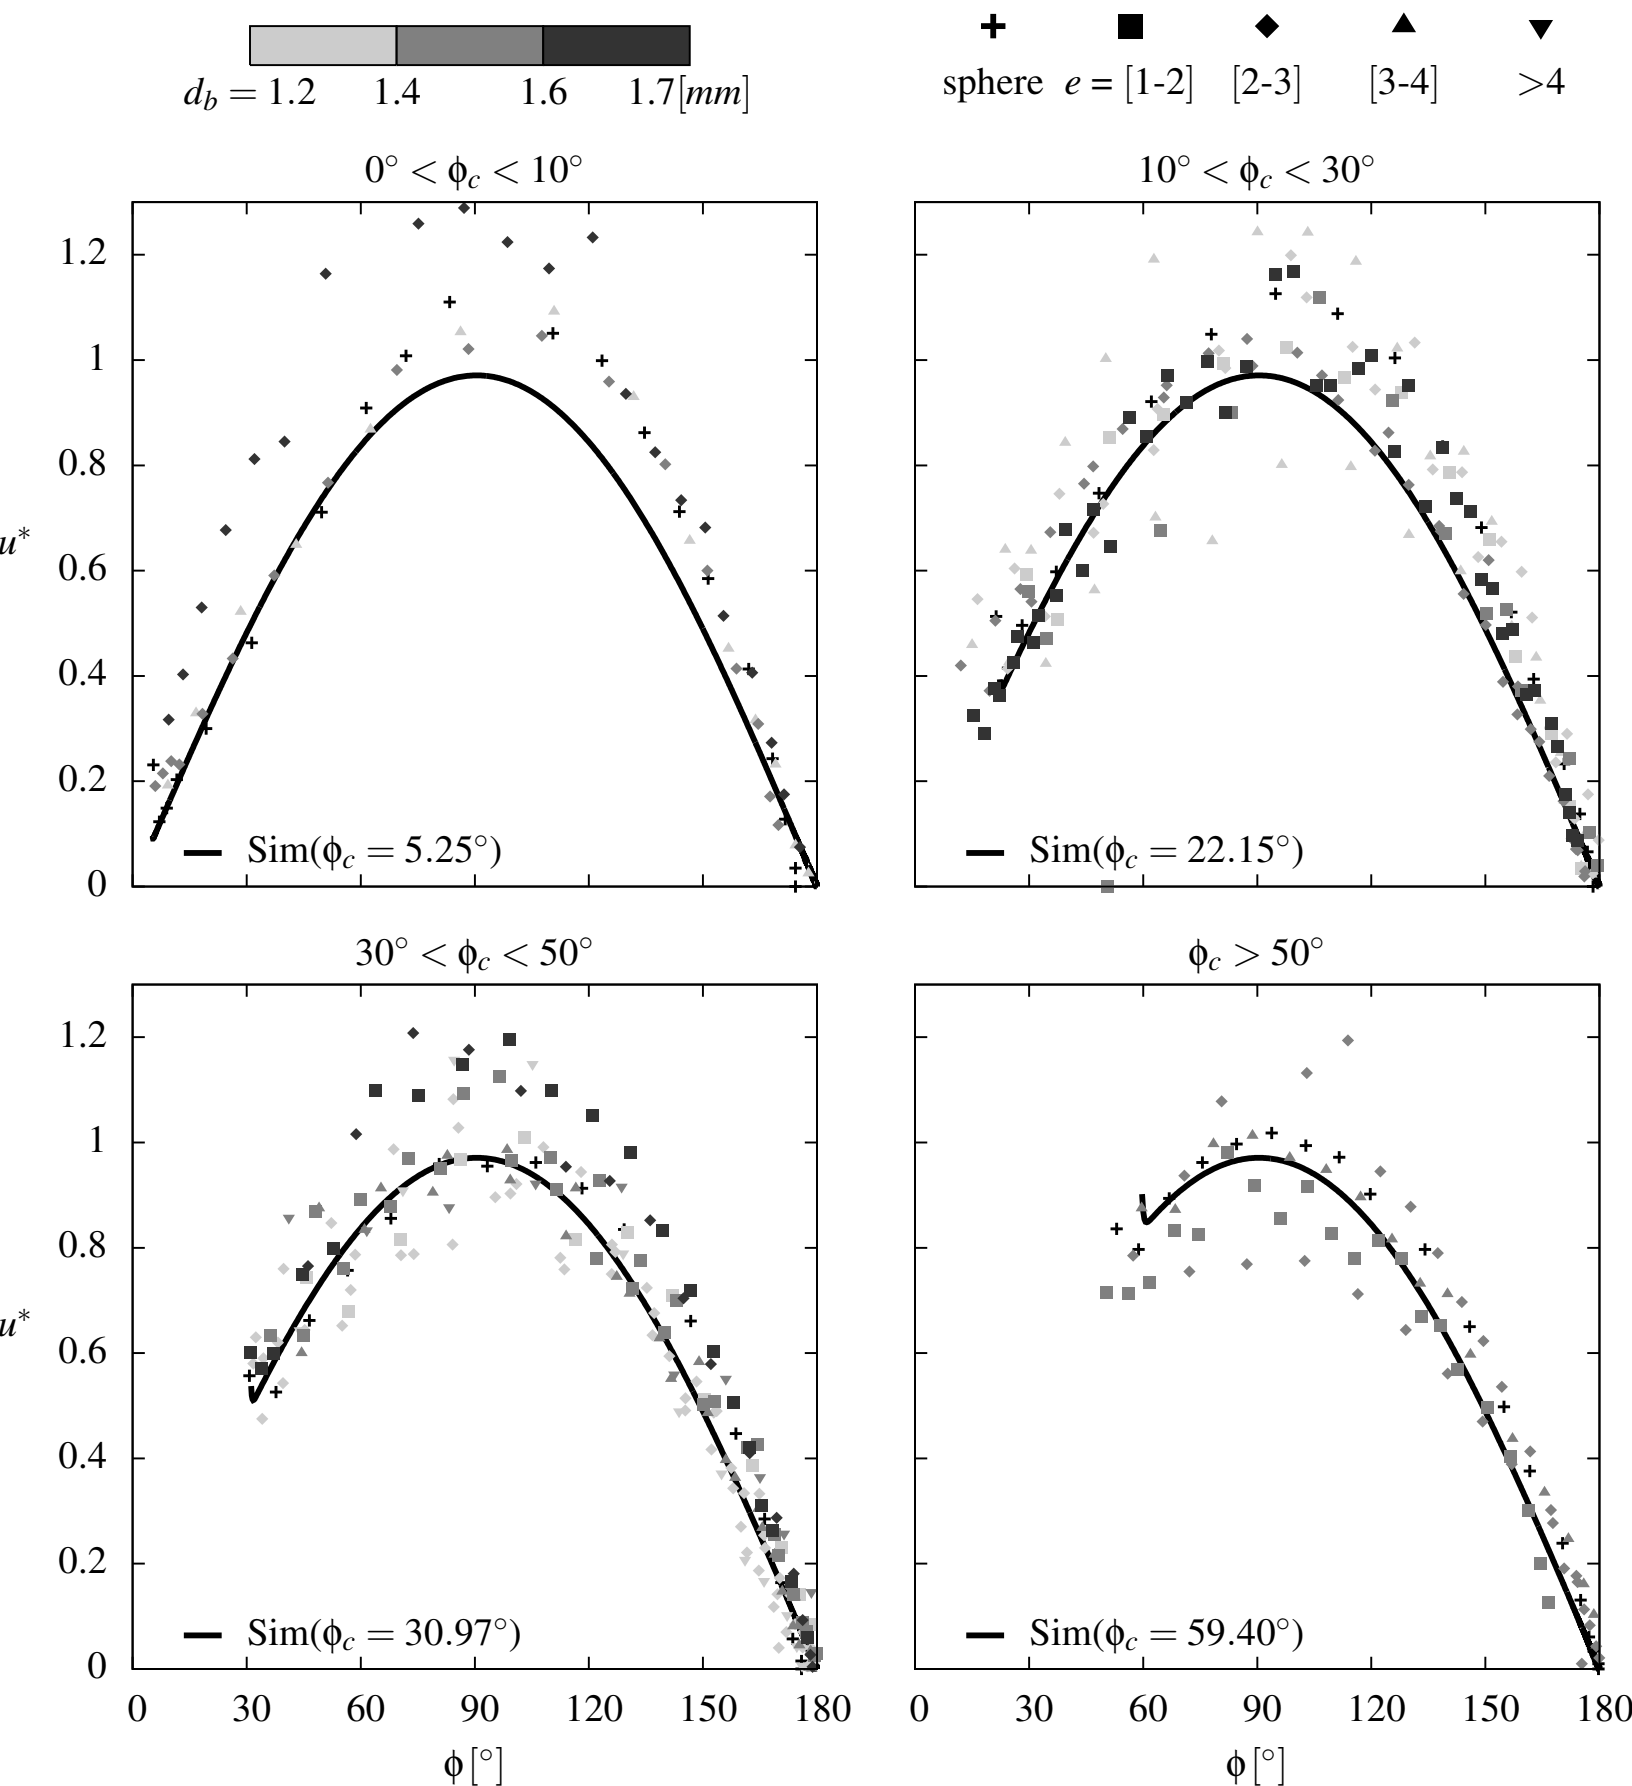 d_b = 1.2 1.4 1.6 1.7[mm]
sphere e = [1-2] [2-3] [3-4] >4
0° < ϕ_c < 10° 10° < ϕ_c < 30°
1.2
1
0.8
0.6
u*
0.4
0.2
Sim(ϕ_c = 5.25°) Sim(ϕ_c = 22.15°)
0
30° < ϕ_c < 50° ϕ_c > 50°
1.2
1
0.8
0.6
u*
0.4
0.2
Sim(ϕ_c = 30.97°) Sim(ϕ_c = 59.40°)
0
0 30 60 90 120 150 180 0 30 60 90 120 150 180
ϕ[°] ϕ[°]